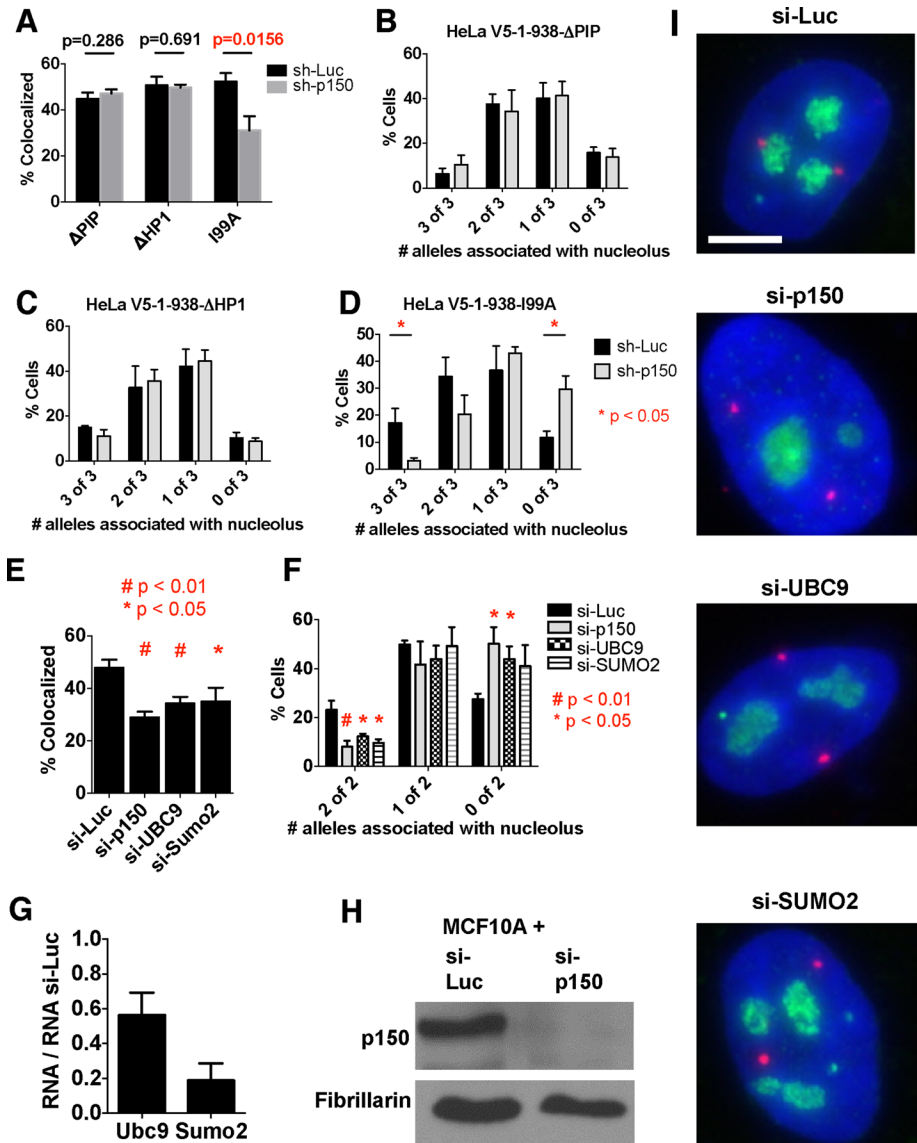 A
p=0.286 p=0.691 p=0.0156
% Colocalized
60
40
20
0
ΔPIP
ΔHP1
I99A
sh-Luc
sh-p150
B
HeLa V5-1-938-ΔPIP
% Cells
60
40
20
0
3 of 3
2 of 3
1 of 3
0 of 3
# alleles associated with nucleolus
C
HeLa V5-1-938-ΔHP1
% Cells
60
40
20
0
3 of 3
2 of 3
1 of 3
0 of 3
# alleles associated with nucleolus
D
HeLa V5-1-938-I99A
% Cells
50
40
30
20
10
0
* *
3 of 3
2 of 3
1 of 3
0 of 3
# alleles associated with nucleolus
sh-Luc
sh-p150
* p < 0.05
E
# p < 0.01
* p < 0.05
% Colocalized
60
40
20
0
# # *
si-Luc
si-p150
si-UBC9
si-Sumo2
F
% Cells
60
40
20
0
# * *
* *
2 of 2
1 of 2
0 of 2
# alleles associated with nucleolus
si-Luc
si-p150
si-UBC9
si-SUMO2
# p < 0.01
* p < 0.05
G
RNA / RNA si-Luc
1.0
0.8
0.6
0.4
0.2
0.0
Ubc9 Sumo2
H
MCF10A +
si-
Luc
si-
p150
p150
Fibrillarin
I
si-Luc
si-p150
si-UBC9
si-SUMO2